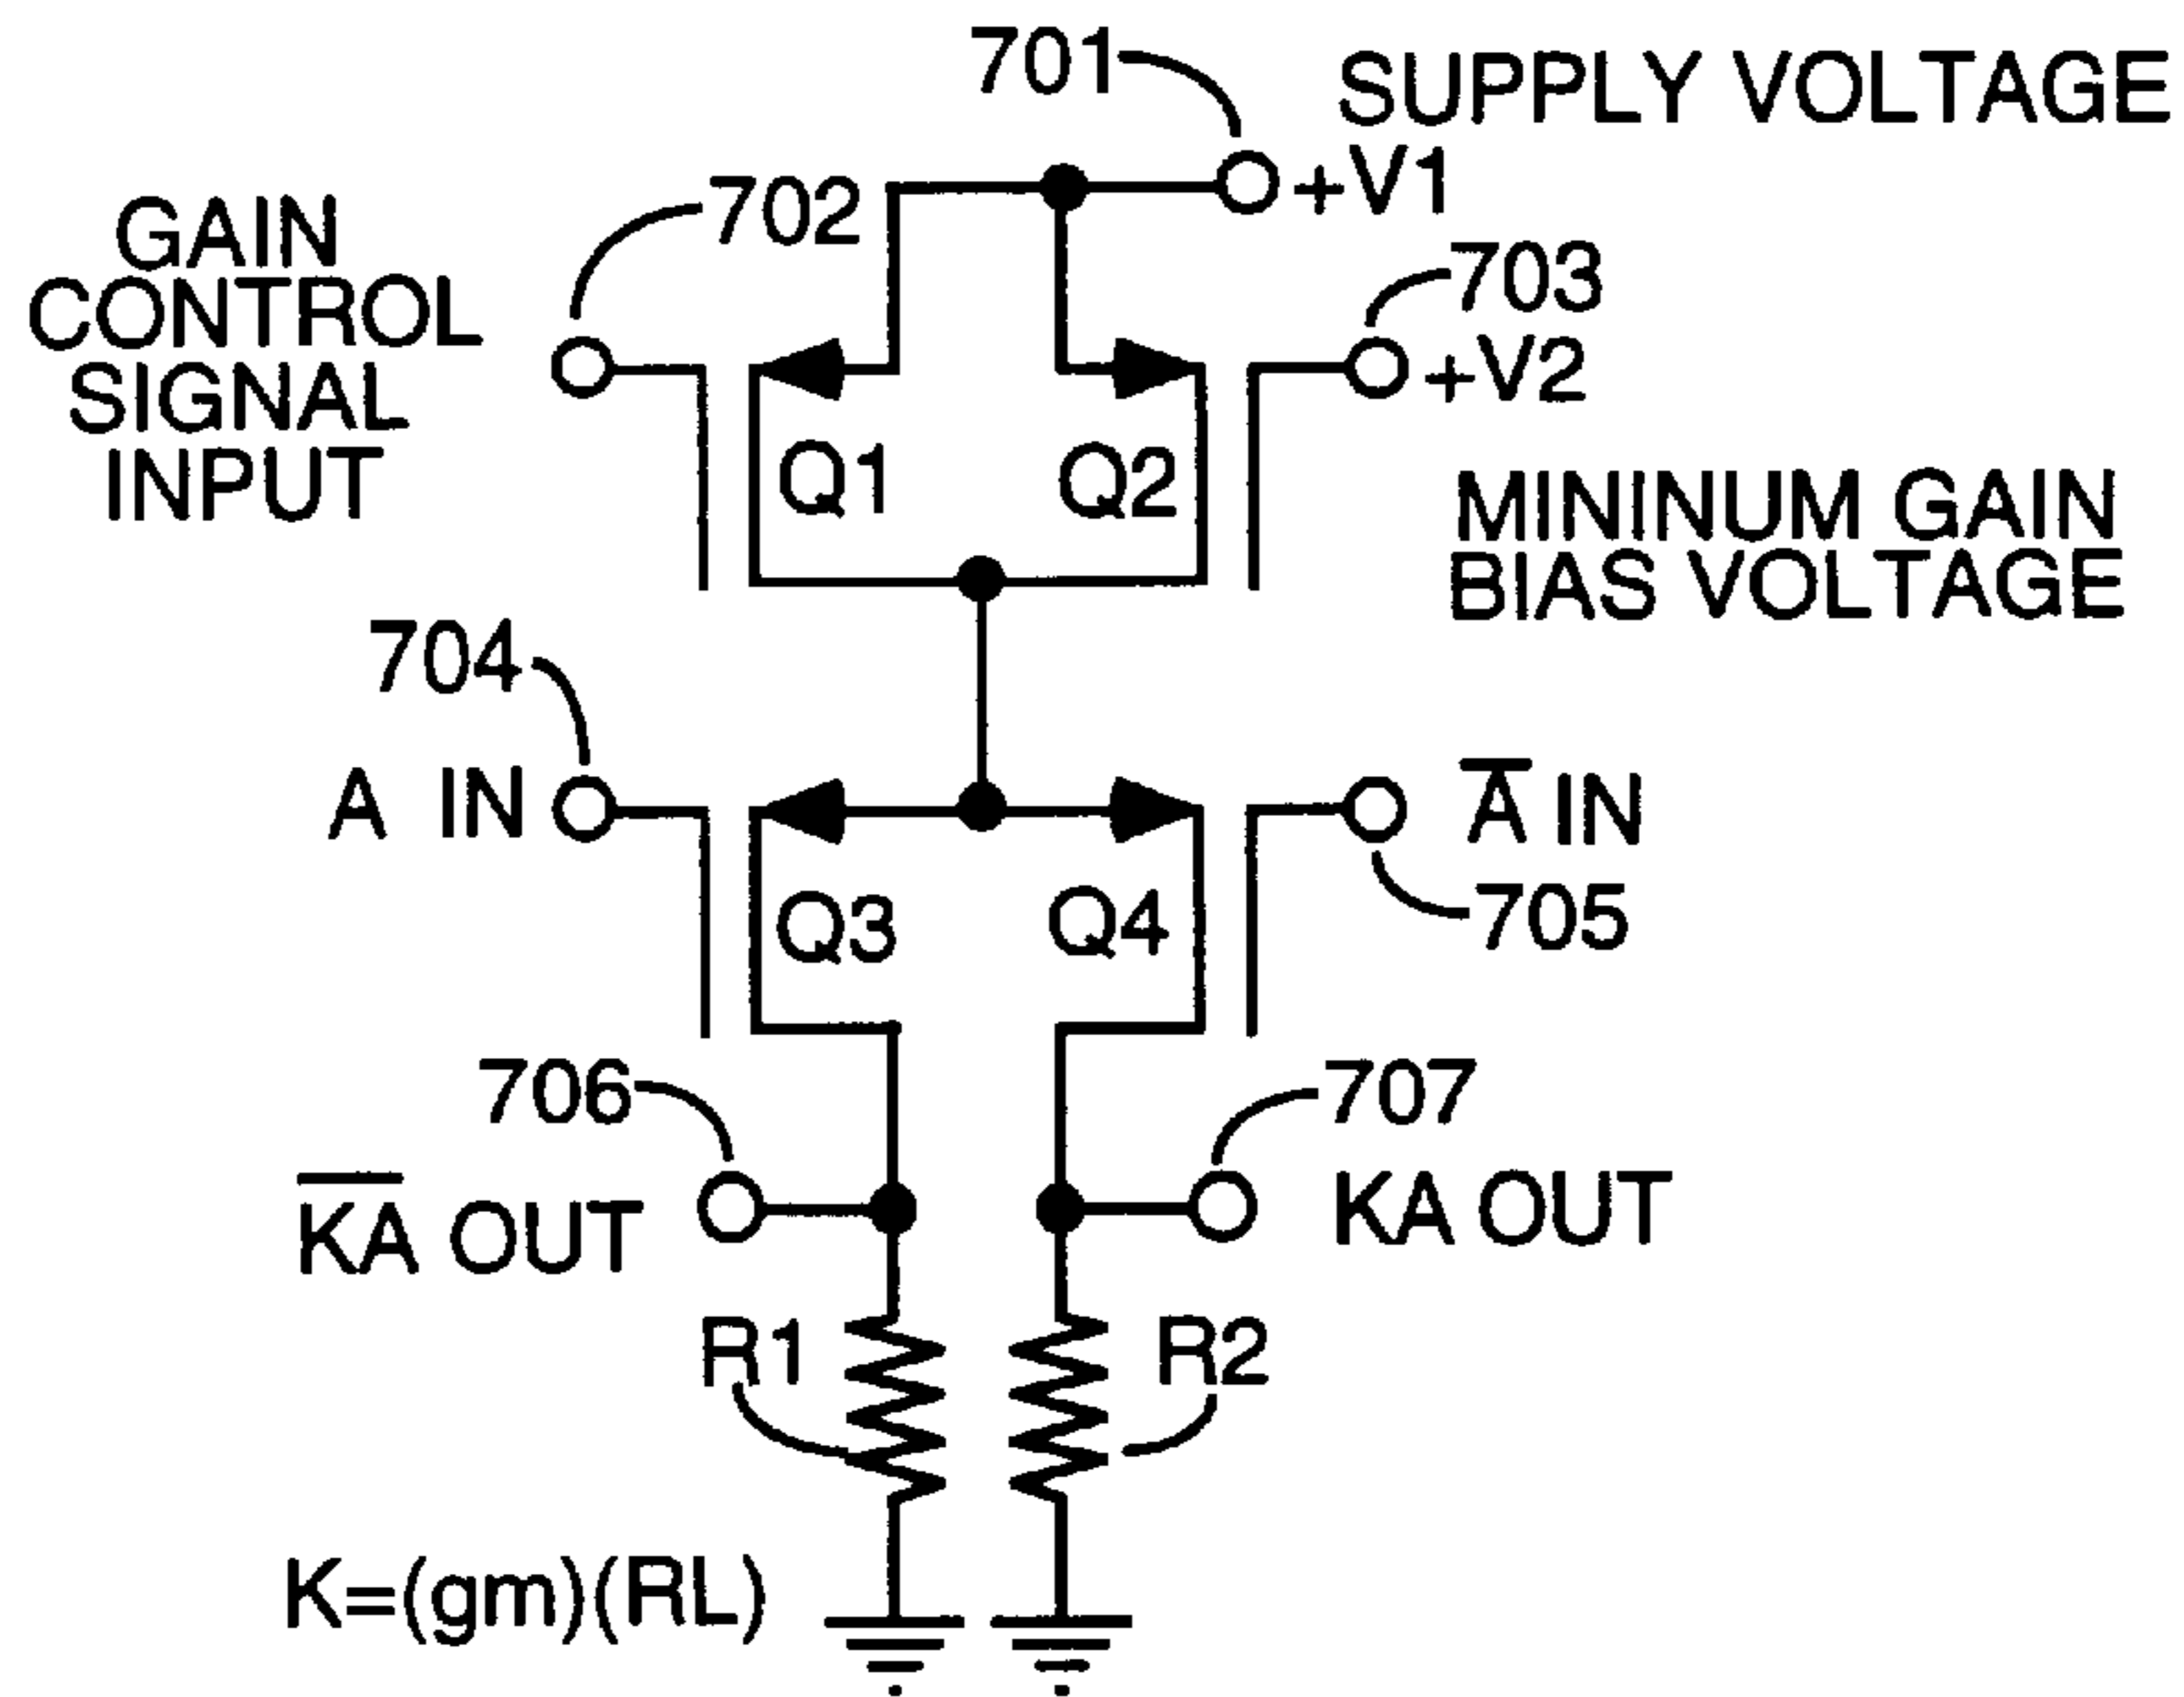 701
SUPPLY VOLTAGE
+V1
702
GAIN
CONTROL
SIGNAL
INPUT
703
+V2
Q1
Q2
MININUM GAIN
BIAS VOLTAGE
704
A IN
A̅ IN
705
Q3
Q4
706
707
K̅A̅ OUT
KA OUT
R1
R2
K=(gm)(RL)